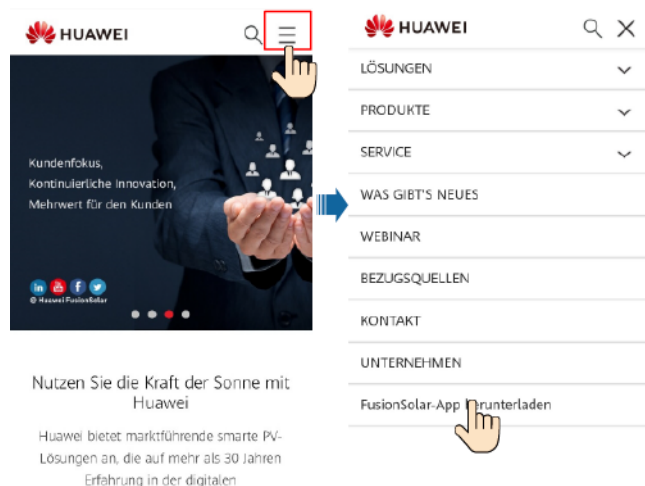 HUAWEI
Kundenfokus,
Kontinuierliche Innovation,
Mehrwert für den Kunden
@ Huawei FusionSolar
Nutzen Sie die Kraft der Sonne mit
Huawei
Huawei bietet marktführende smarte PV-
Lösungen an, die auf mehr als 30 Jahren
Erfahrung in der digitalen
HUAWEI
LÖSUNGEN
PRODUKTE
SERVICE
WAS GIBT'S NEUES
WEBINAR
BEZUGSQUELLEN
KONTAKT
UNTERNEHMEN
FusionSolar-App herunterladen